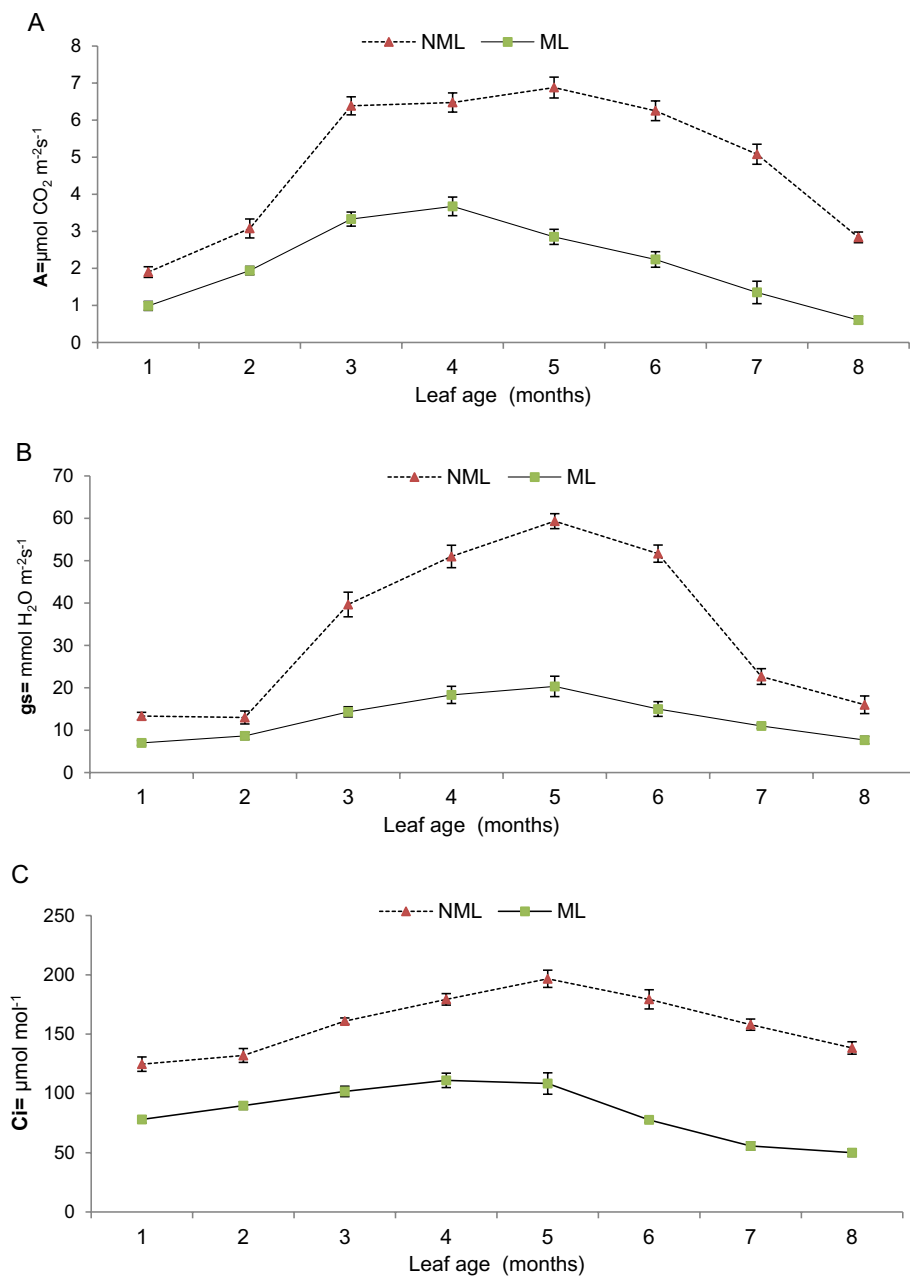 A
NML ML
8
7
6
5
4
3
2
1
0
A=µmol CO₂ m⁻²s⁻¹
1 2 3 4 5 6 7 8
Leaf age (months)
B
NML ML
70
60
50
40
30
20
10
0
gs= mmol H₂O m⁻²s⁻¹
1 2 3 4 5 6 7 8
Leaf age (months)
C
NML ML
250
200
150
100
50
0
Ci= µmol mol⁻¹
1 2 3 4 5 6 7 8
Leaf age (months)